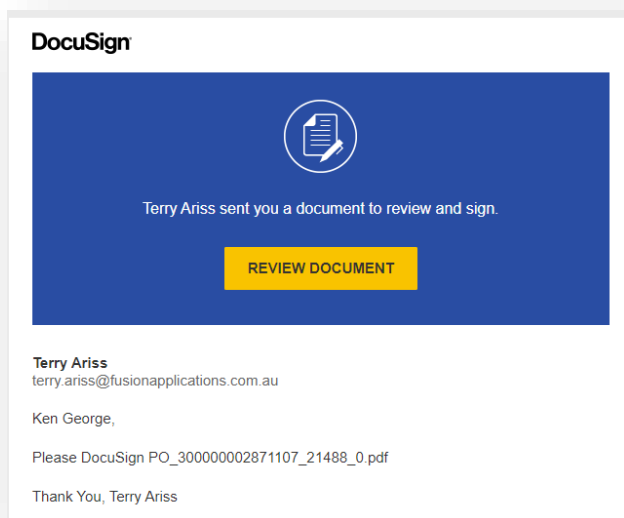 DocuSign
Terry Ariss sent you a document to review and sign.
REVIEW DOCUMENT
Terry Ariss
terry.ariss@fusionapplications.com.au
Ken George,
Please DocuSign PO_300000002871107_21488_0.pdf
Thank You, Terry Ariss